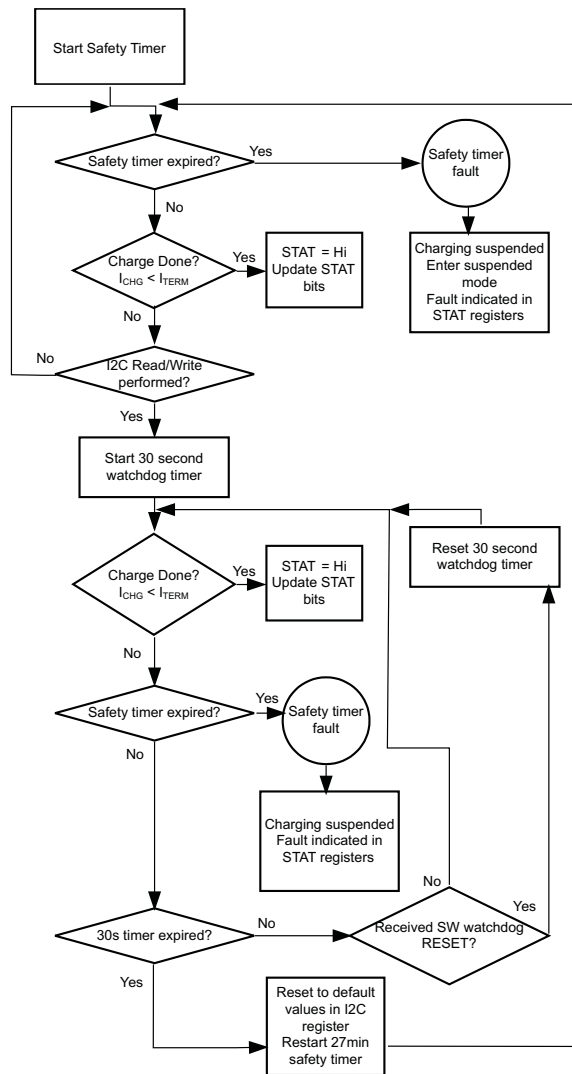 Start Safety Timer
Safety timer expired?
Yes
Safety timer
fault
No
Charge Done?
ICHG < ITERM
Yes
STAT = Hi
Update STAT
bits
Charging suspended
Enter suspended
mode
Fault indicated in
STAT registers
No
No
I2C Read/Write
performed?
Yes
Start 30 second
watchdog timer
Reset 30 second
watchdog timer
Charge Done?
ICHG < ITERM
Yes
STAT = Hi
Update STAT
bits
No
Safety timer expired?
Yes
Safety timer
fault
No
Charging suspended
Fault indicated in
STAT registers
30s timer expired?
No
Received SW watchdog
RESET?
No
Yes
Yes
Reset to default
values in I2C
register
Restart 27min
safety timer